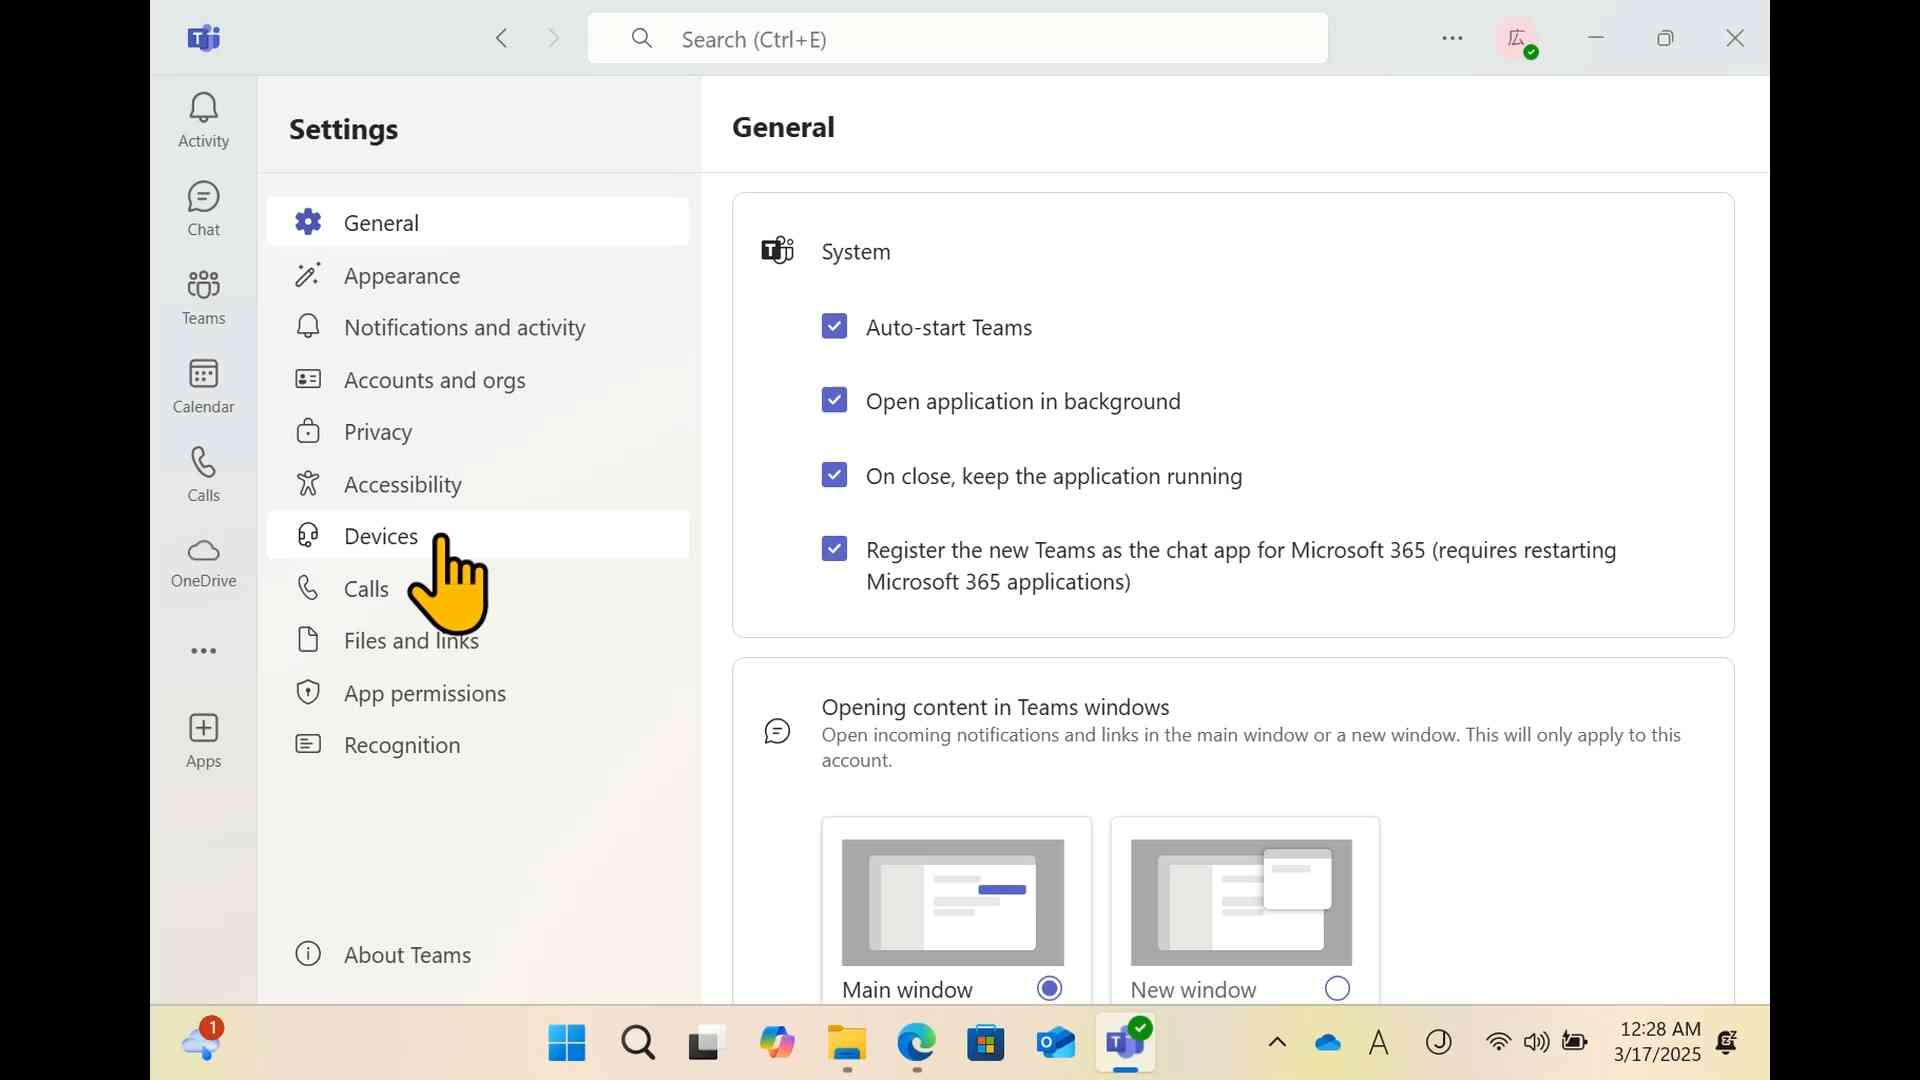 Search (Ctrl+E)
広
Activity
Chat
Teams
Calendar
Calls
OneDrive
Apps
Settings
General
Appearance
Notifications and activity
Accounts and orgs
Privacy
Accessibility
Devices
Calls
Files and links
App permissions
Recognition
About Teams
General
System
Auto-start Teams
Open application in background
On close, keep the application running
Register the new Teams as the chat app for Microsoft 365 (requires restarting
Microsoft 365 applications)
Opening content in Teams windows
Open incoming notifications and links in the main window or a new window. This will only apply to this
account.
Main window
New window
1
A
J
12:28 AM
3/17/2025